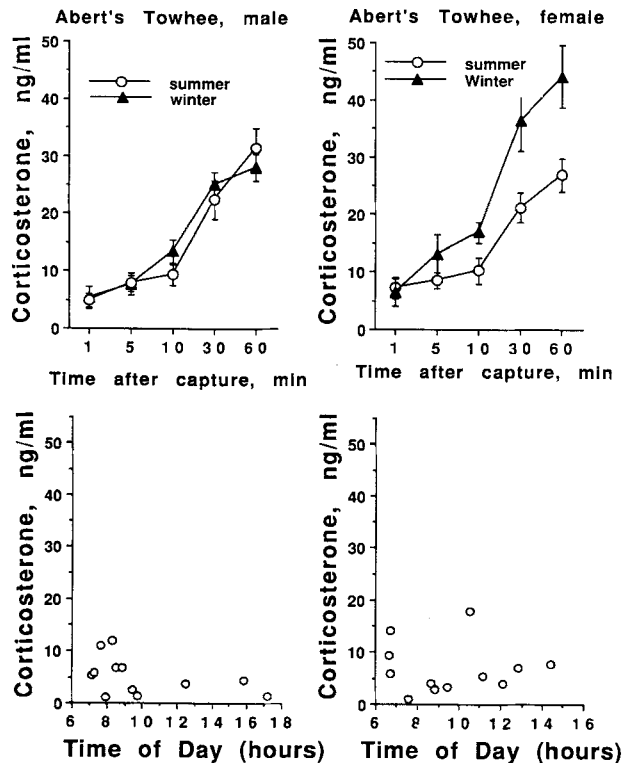 Abert's Towhee, male
Corticosterone, ng/ml
50
40
30
20
10
0
summer
winter
1 5 10 30 60
Time after capture, min
Abert's Towhee, female
Corticosterone, ng/ml
50
40
30
20
10
0
summer
Winter
1 5 10 30 60
Time after capture, min
Corticosterone, ng/ml
50
40
30
20
10
0
6 8 10 12 14 16 18
Time of Day (hours)
Corticosterone, ng/ml
50
40
30
20
10
0
6 8 10 12 14 16 18
Time of Day (hours)